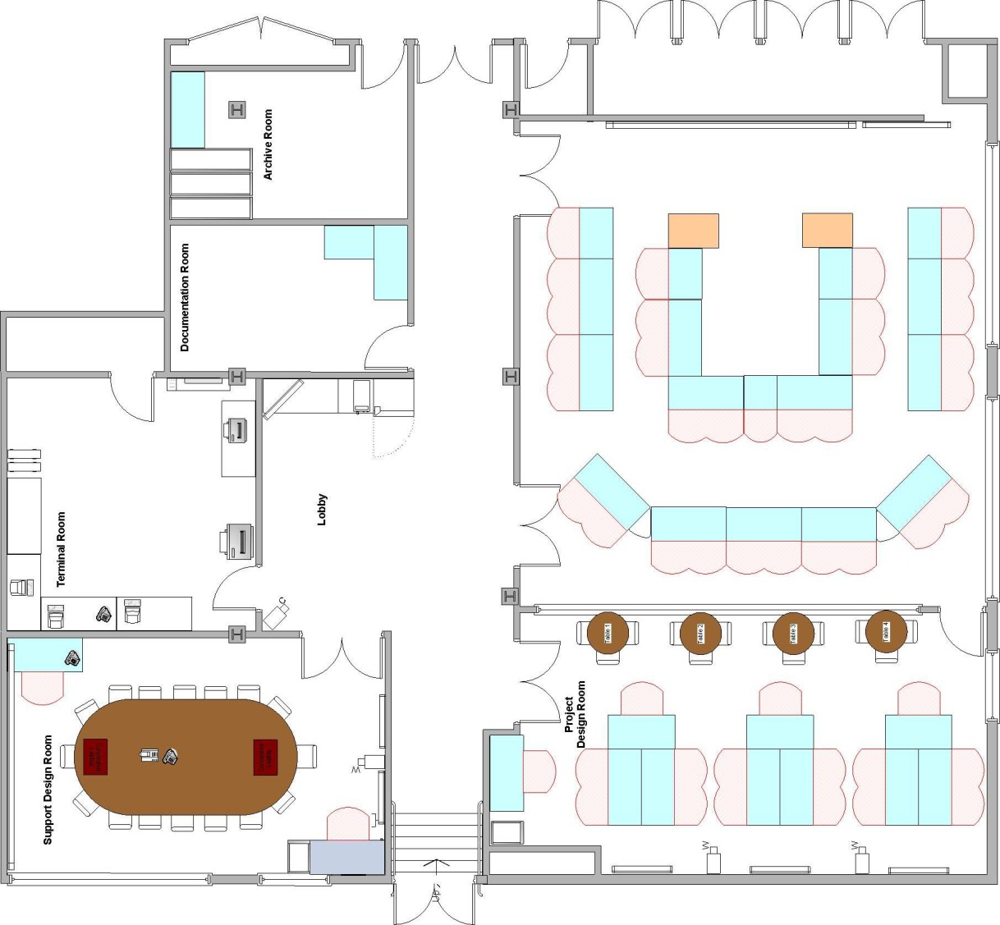 Archive Room
Documentation Room
Terminal Room
Lobby
Table 1
Table 2
Table 3
Table 4
Project
Design Room
Support Design Room
W
W
W
Up